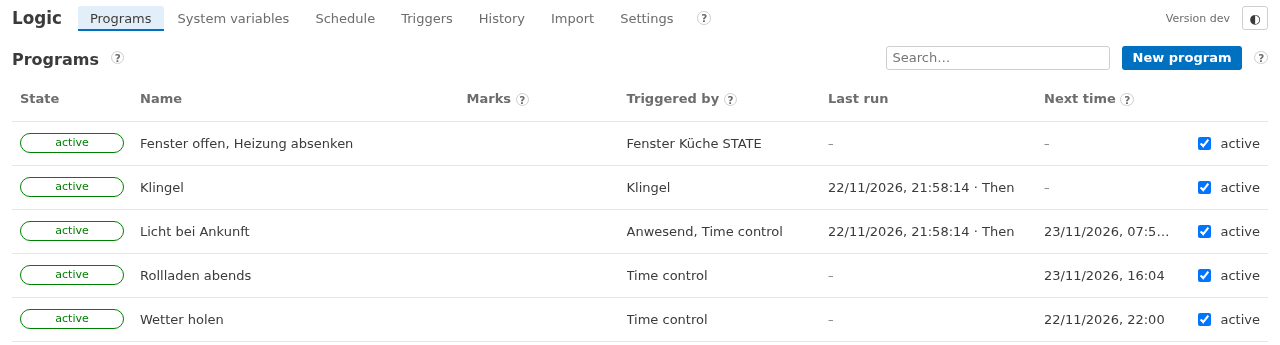 Logic Programs System variables Schedule Triggers History Import Settings ? Version dev ◐
Programs ? Search… New program ?
State Name Marks ? Triggered by ? Last run Next time ?
active Fenster offen, Heizung absenken Fenster Küche STATE – – active
active Klingel Klingel 22/11/2026, 21:58:14 · Then – active
active Licht bei Ankunft Anwesend, Time control 22/11/2026, 21:58:14 · Then 23/11/2026, 07:5… active
active Rollladen abends Time control – 23/11/2026, 16:04 active
active Wetter holen Time control – 22/11/2026, 22:00 active